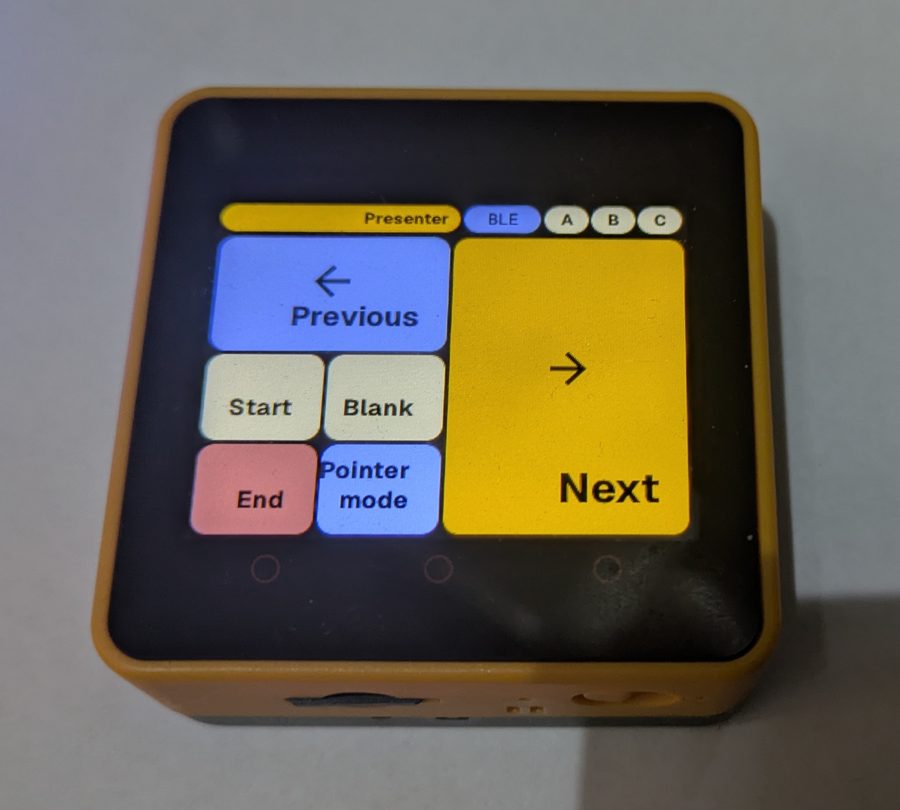 Presenter
BLE
A
B
C
←
Previous
→
Next
Start
Blank
End
Pointer
mode